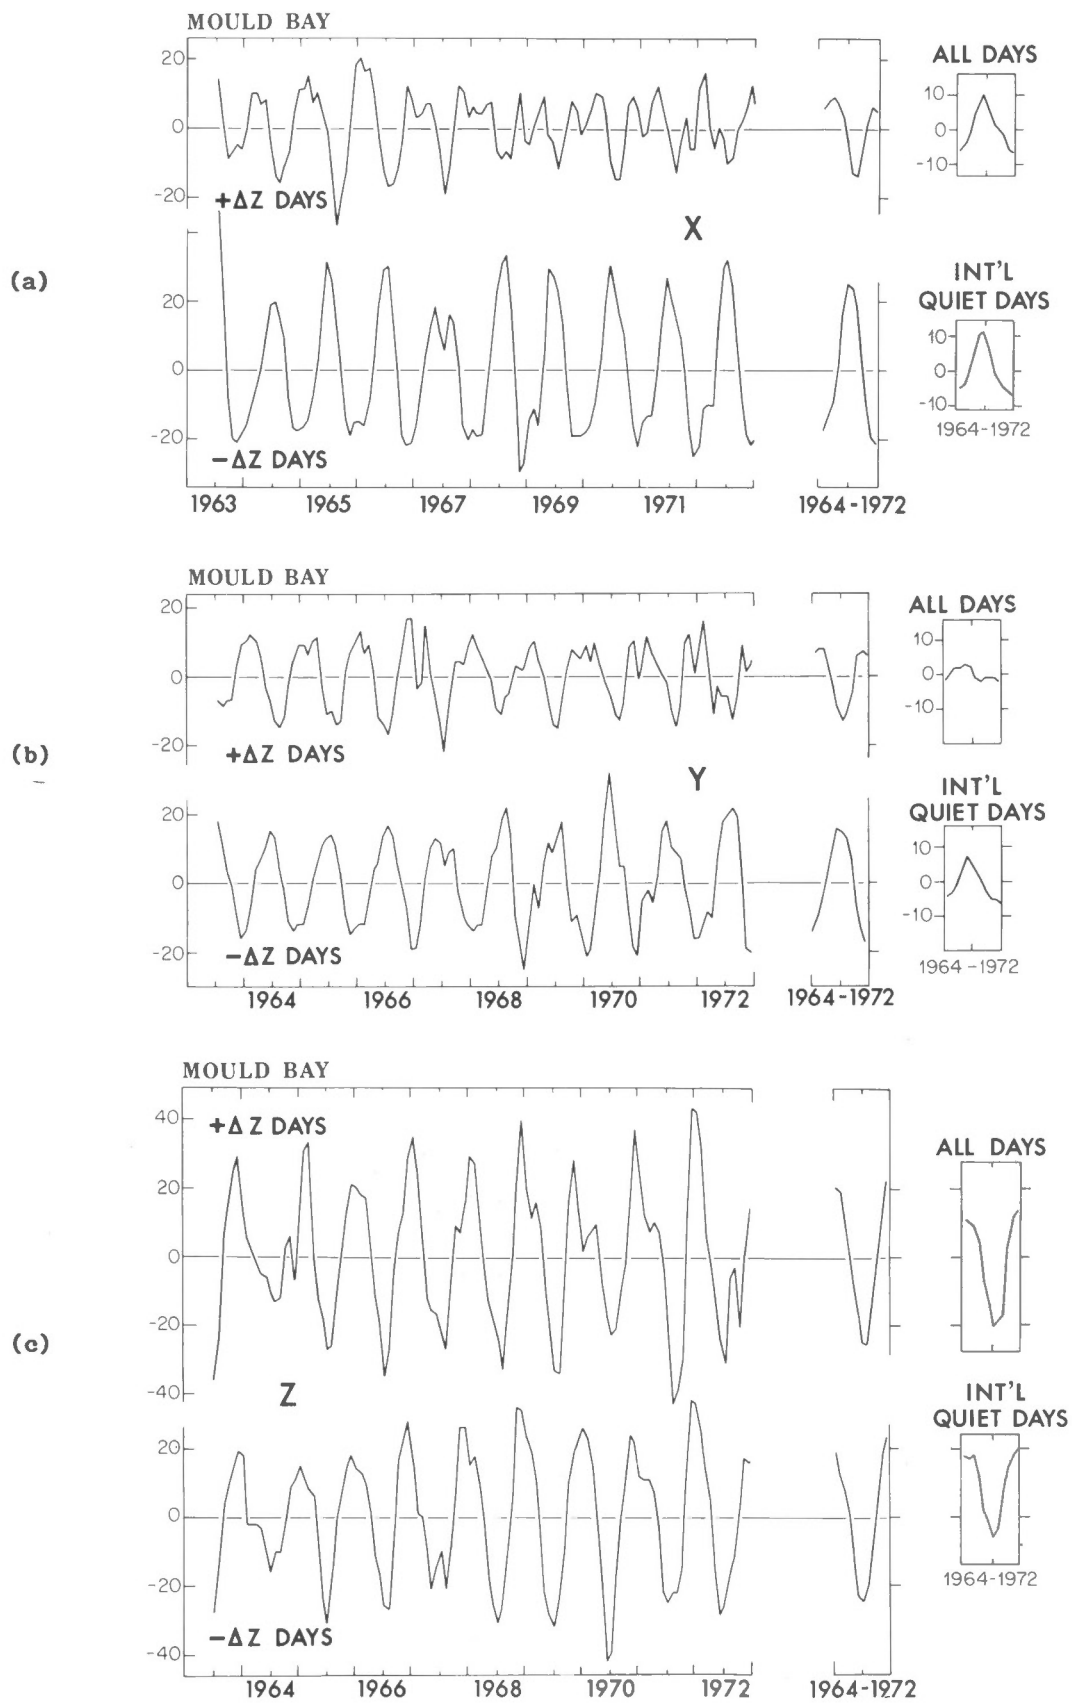 MOULD BAY
20
0
-20
+ΔZ DAYS
X
20
0
-20
-ΔZ DAYS
1963 1965 1967 1969 1971 1964-1972
ALL DAYS
10
0
-10
INT'L
QUIET DAYS
10
0
-10
1964-1972
(a)
MOULD BAY
20
0
-20
+ΔZ DAYS
Y
20
0
-20
-ΔZ DAYS
1964 1966 1968 1970 1972 1964-1972
ALL DAYS
10
0
-10
INT'L
QUIET DAYS
10
0
-10
1964-1972
(b)
MOULD BAY
40
+ΔZ DAYS
20
0
-20
-40
Z
20
0
-20
-ΔZ DAYS
-40
1964 1966 1968 1970 1972 1964-1972
ALL DAYS
INT'L
QUIET DAYS
1964-1972
(c)